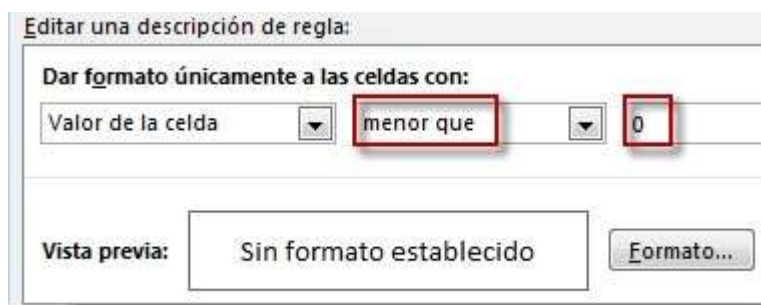 Editar una descripción de regla:
Dar formato únicamente a las celdas con:
Valor de la celda menor que 0
Vista previa: Sin formato establecido Formato...